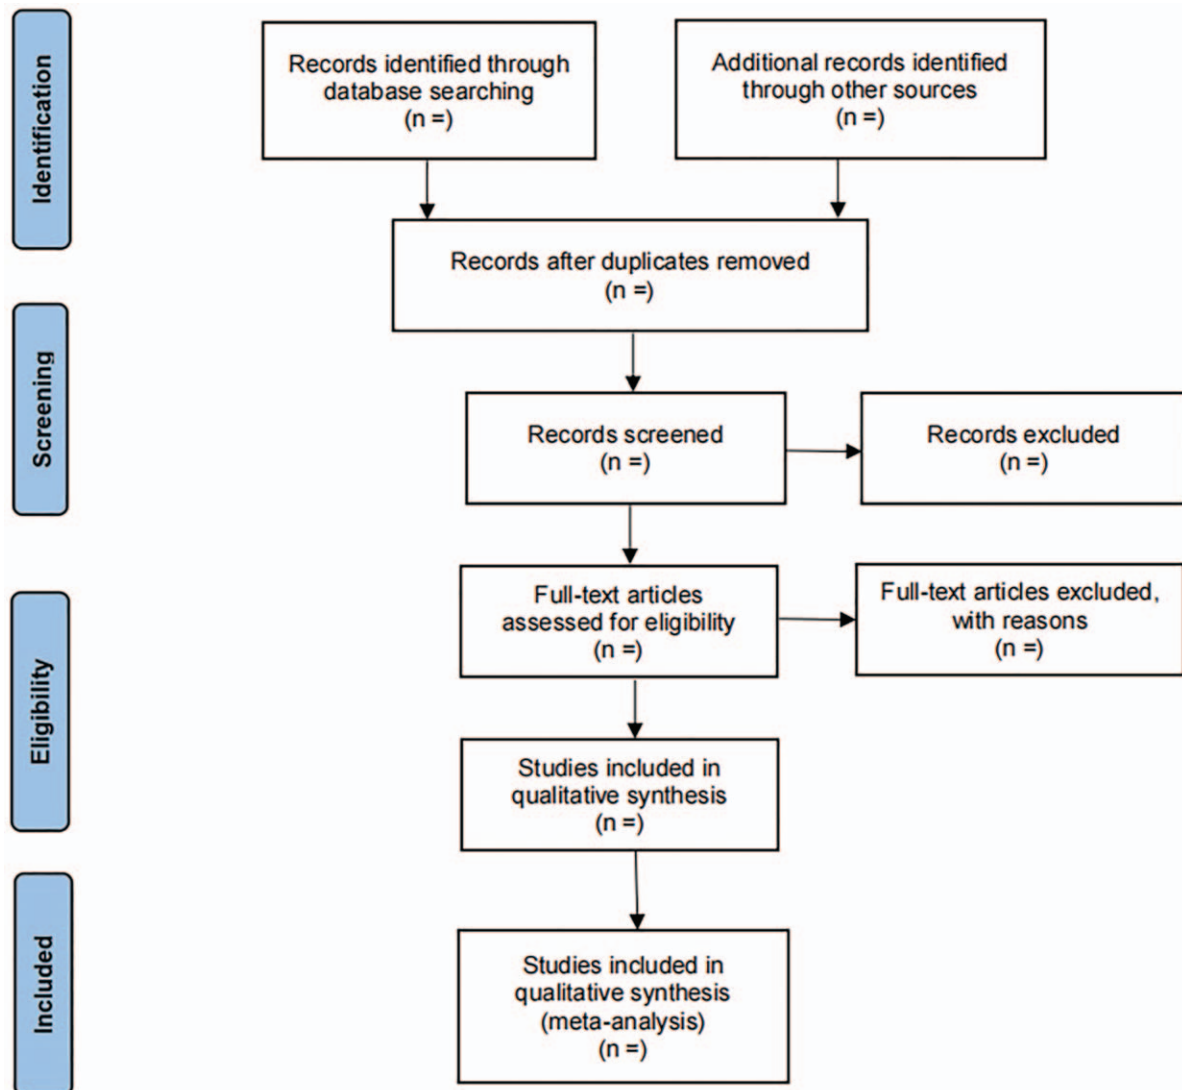 Identification
Records identified through
database searching
(n =)
Additional records identified
through other sources
(n =)
Records after duplicates removed
(n =)
Screening
Records screened
(n =)
Records excluded
(n =)
Eligibility
Full-text articles
assessed for eligibility
(n =)
Full-text articles excluded,
with reasons
(n =)
Studies included in
qualitative synthesis
(n =)
Included
Studies included in
qualitative synthesis
(meta-analysis)
(n =)